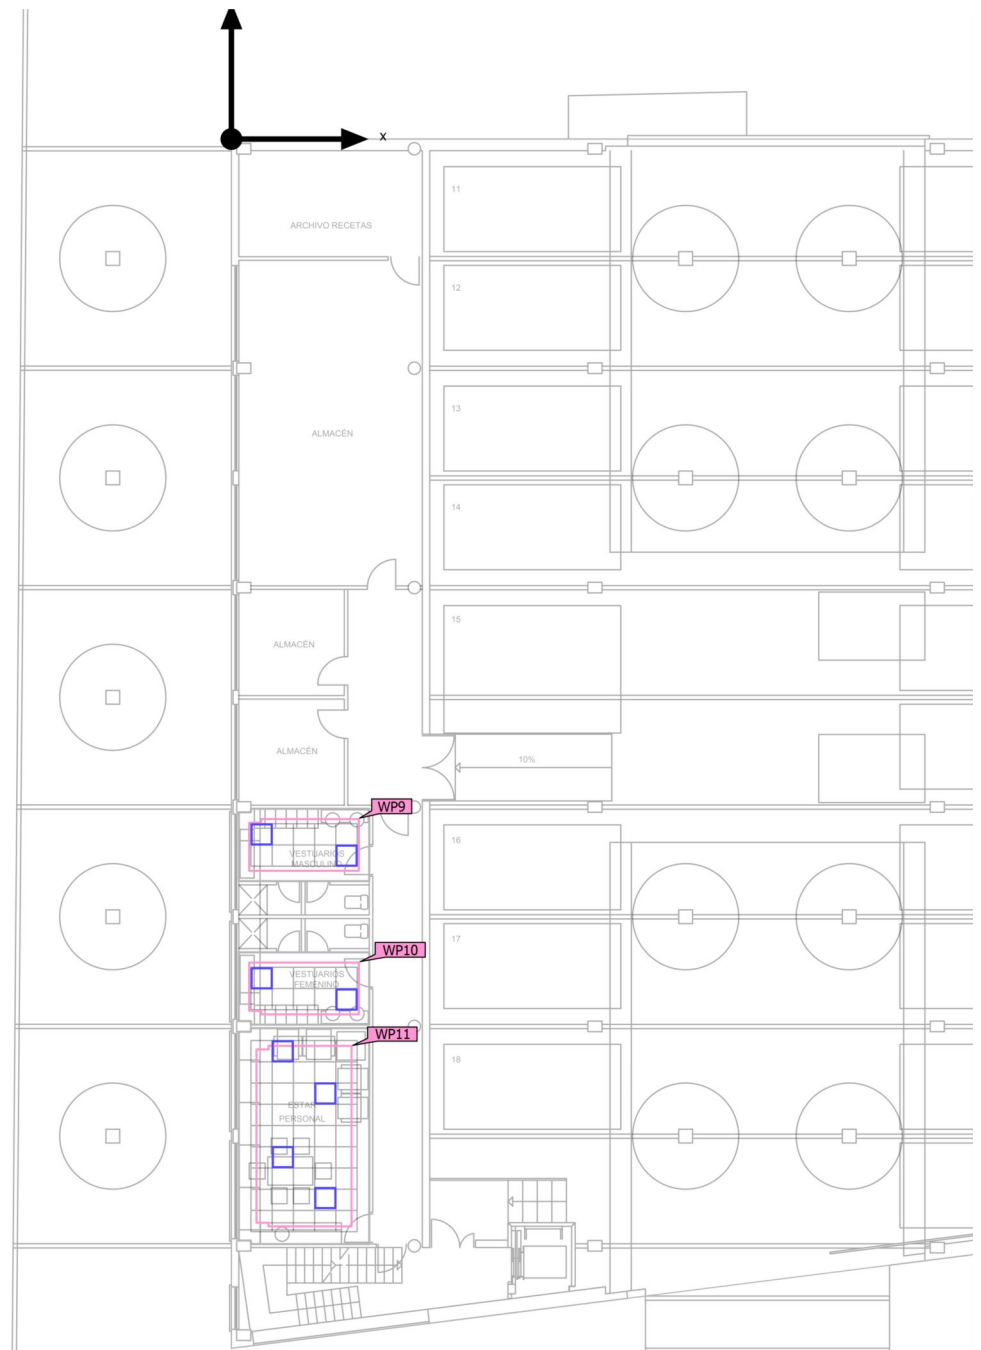 x
11
ARCHIVO RECETAS
12
13
ALMACÉN
14
15
ALMACÉN
ALMACÉN
10%
WP9
16
VESTUARIOS
MASCULINO
17
WP10
VESTUARIOS
FEMENINO
WP11
18
ESTAR
PERSONAL